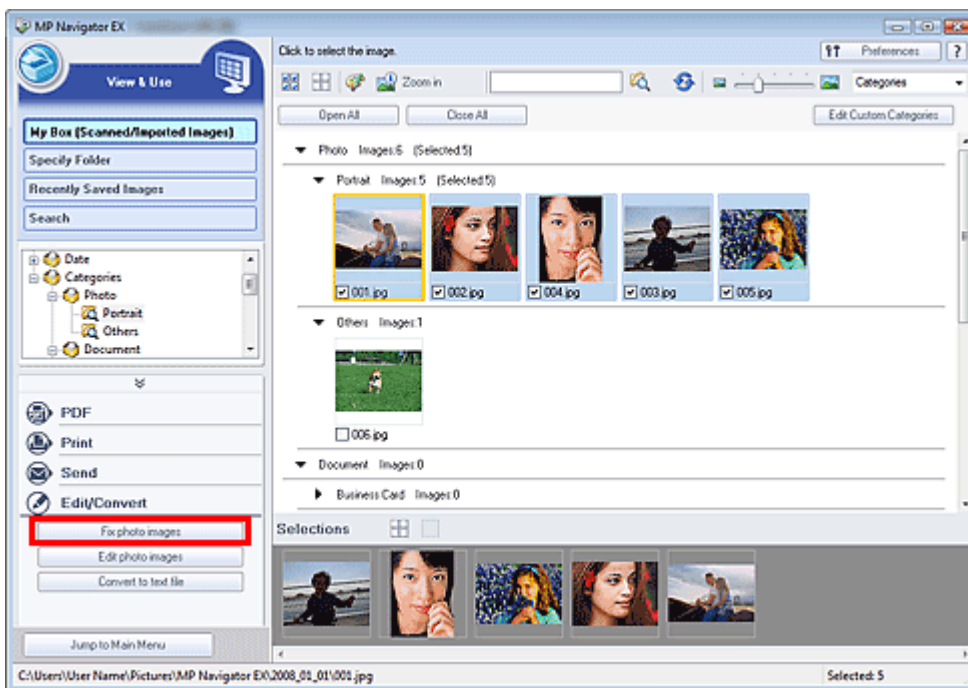 MP Navigator EX
View & Use
My Box (Scanned/Imported Images)
Specify Folder
Recently Saved Images
Search
Date
Categories
Photo
Portrait
Others
Document
PDF
Print
Send
Edit/Convert
Fix photo images
Edit photo images
Convert to text file
Jump to Main Menu
Click to select the image.
Preferences
?
Zoom in
Categories
Open All
Close All
Edit Custom Categories
Photo Images:6 (Selected:5)
Portrait Images:5 (Selected:5)
001.jpg
002.jpg
004.jpg
003.jpg
005.jpg
Others Images:1
006.jpg
Document Images:0
Business Card Images:0
Selections
C:\Users\User Name\Pictures\MP Navigator EX\2008_01_01\001.jpg
Selected: 5